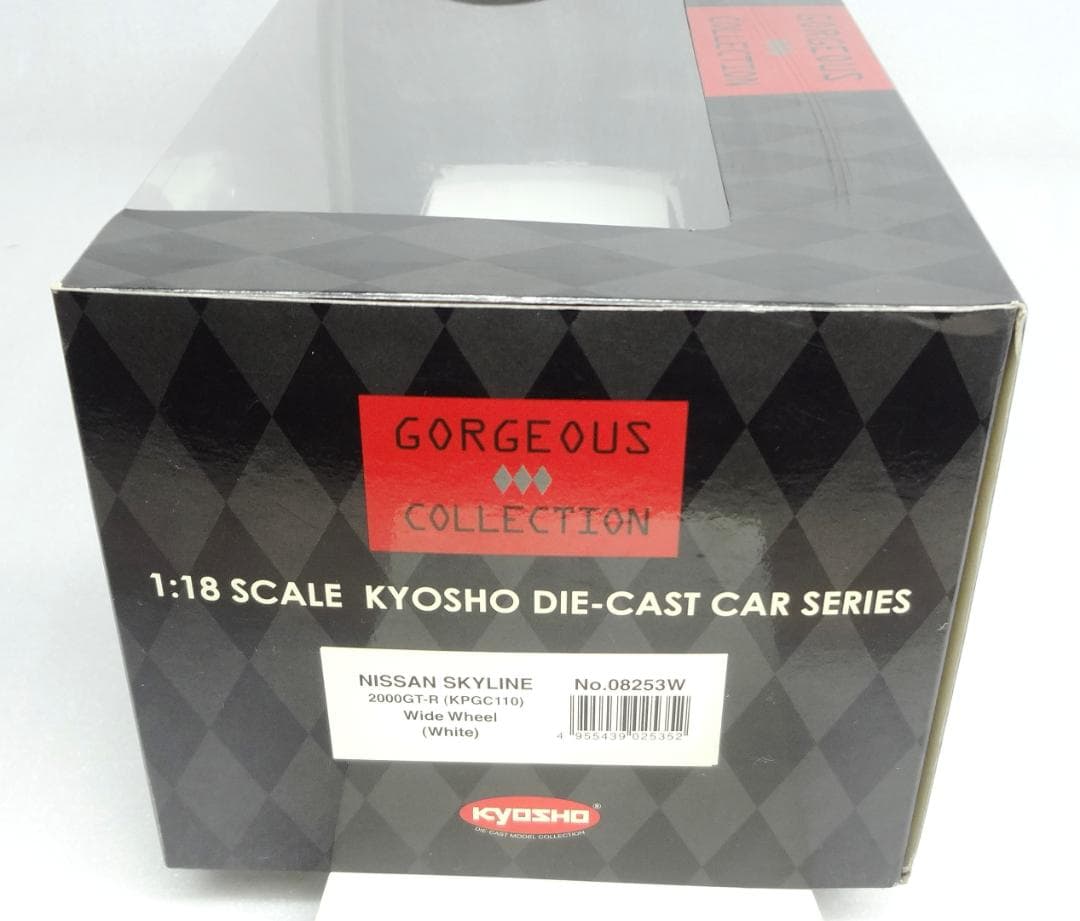 GORGEOUS
COLLECTION
GORGEOUS
COLLECTION
1:18 SCALE KYOSHO DIE-CAST CAR SERIES
NISSAN SKYLINE
2000GT-R (KPGC110)
Wide Wheel
(White)
No.08253W
4 955439 025352
KYOSHO®
DIE CAST MODEL COLLECTION